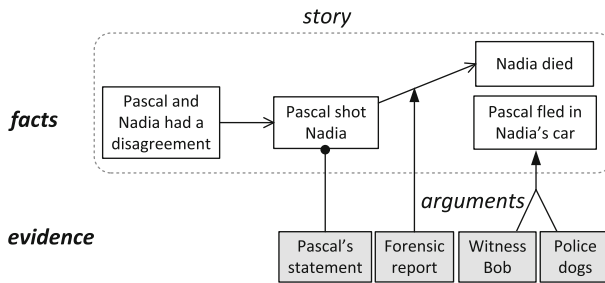 story
Nadia died
facts
Pascal and
Nadia had a
disagreement
Pascal shot
Nadia
Pascal fled in
Nadia's car
arguments
evidence
Pascal's
statement
Forensic
report
Witness
Bob
Police
dogs